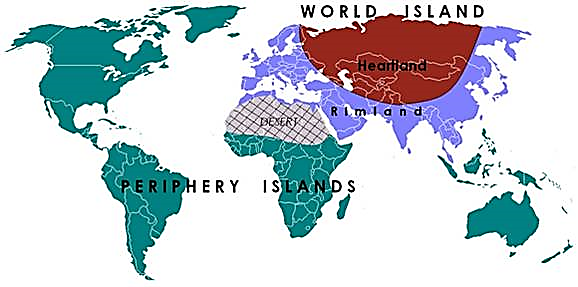 WORLD ISLAND
Heartland
Rimland
DESERT
PERIPHERY ISLANDS